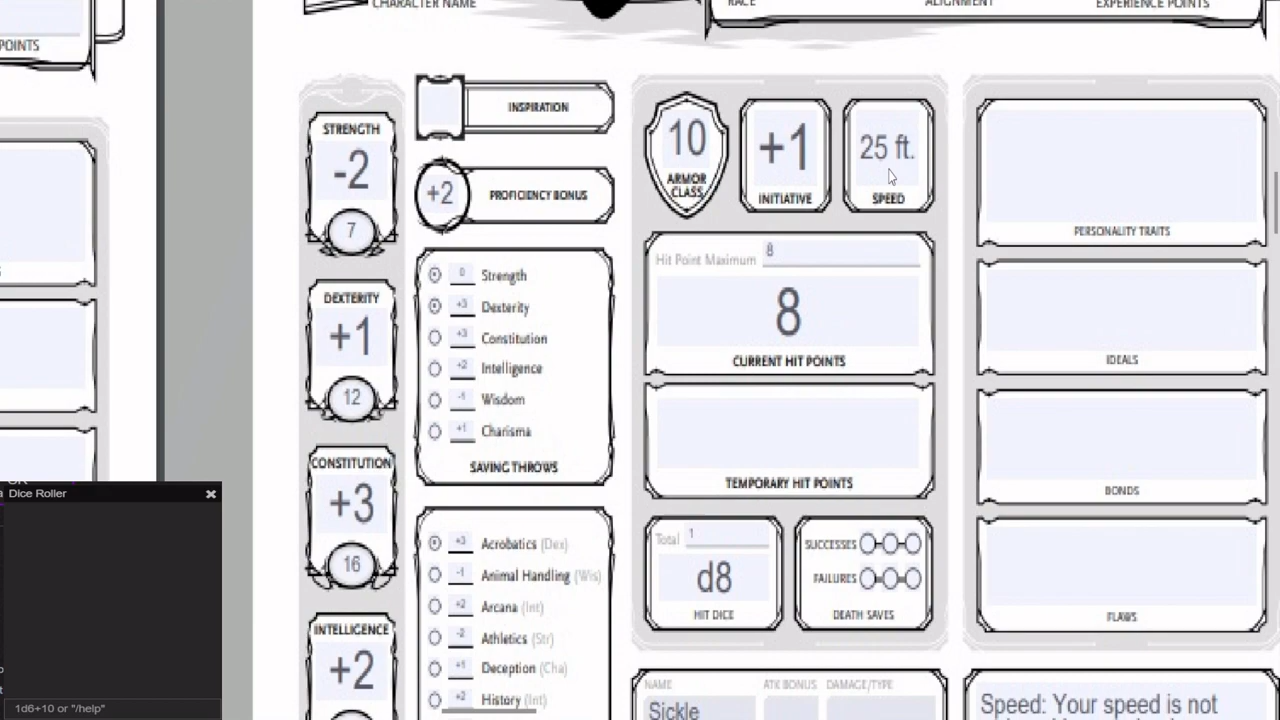 CHARACTER NAME
RACE
ALIGNMENT
EXPERIENCE POINTS
POINTS
STRENGTH
-2
7
DEXTERITY
+1
12
CONSTITUTION
+3
16
INTELLIGENCE
+2
INSPIRATION
+2
PROFICIENCY BONUS
0 Strength
+3 Dexterity
+3 Constitution
+2 Intelligence
-1 Wisdom
+1 Charisma
SAVING THROWS
+3 Acrobatics (Dex)
-1 Animal Handling (Wis)
+2 Arcana (Int)
-2 Athletics (Str)
+1 Deception (Cha)
+2 History (Int)
10
ARMOR
CLASS
+1
INITIATIVE
25 ft.
SPEED
Hit Point Maximum 8
8
CURRENT HIT POINTS
TEMPORARY HIT POINTS
Total 1
d8
HIT DICE
SUCCESSES
FAILURES
DEATH SAVES
NAME ATK BONUS DAMAGE/TYPE
Sickle
PERSONALITY TRAITS
IDEALS
BONDS
FLAWS
Speed: Your speed is not
Dice Roller
1d6+10 or "/help"